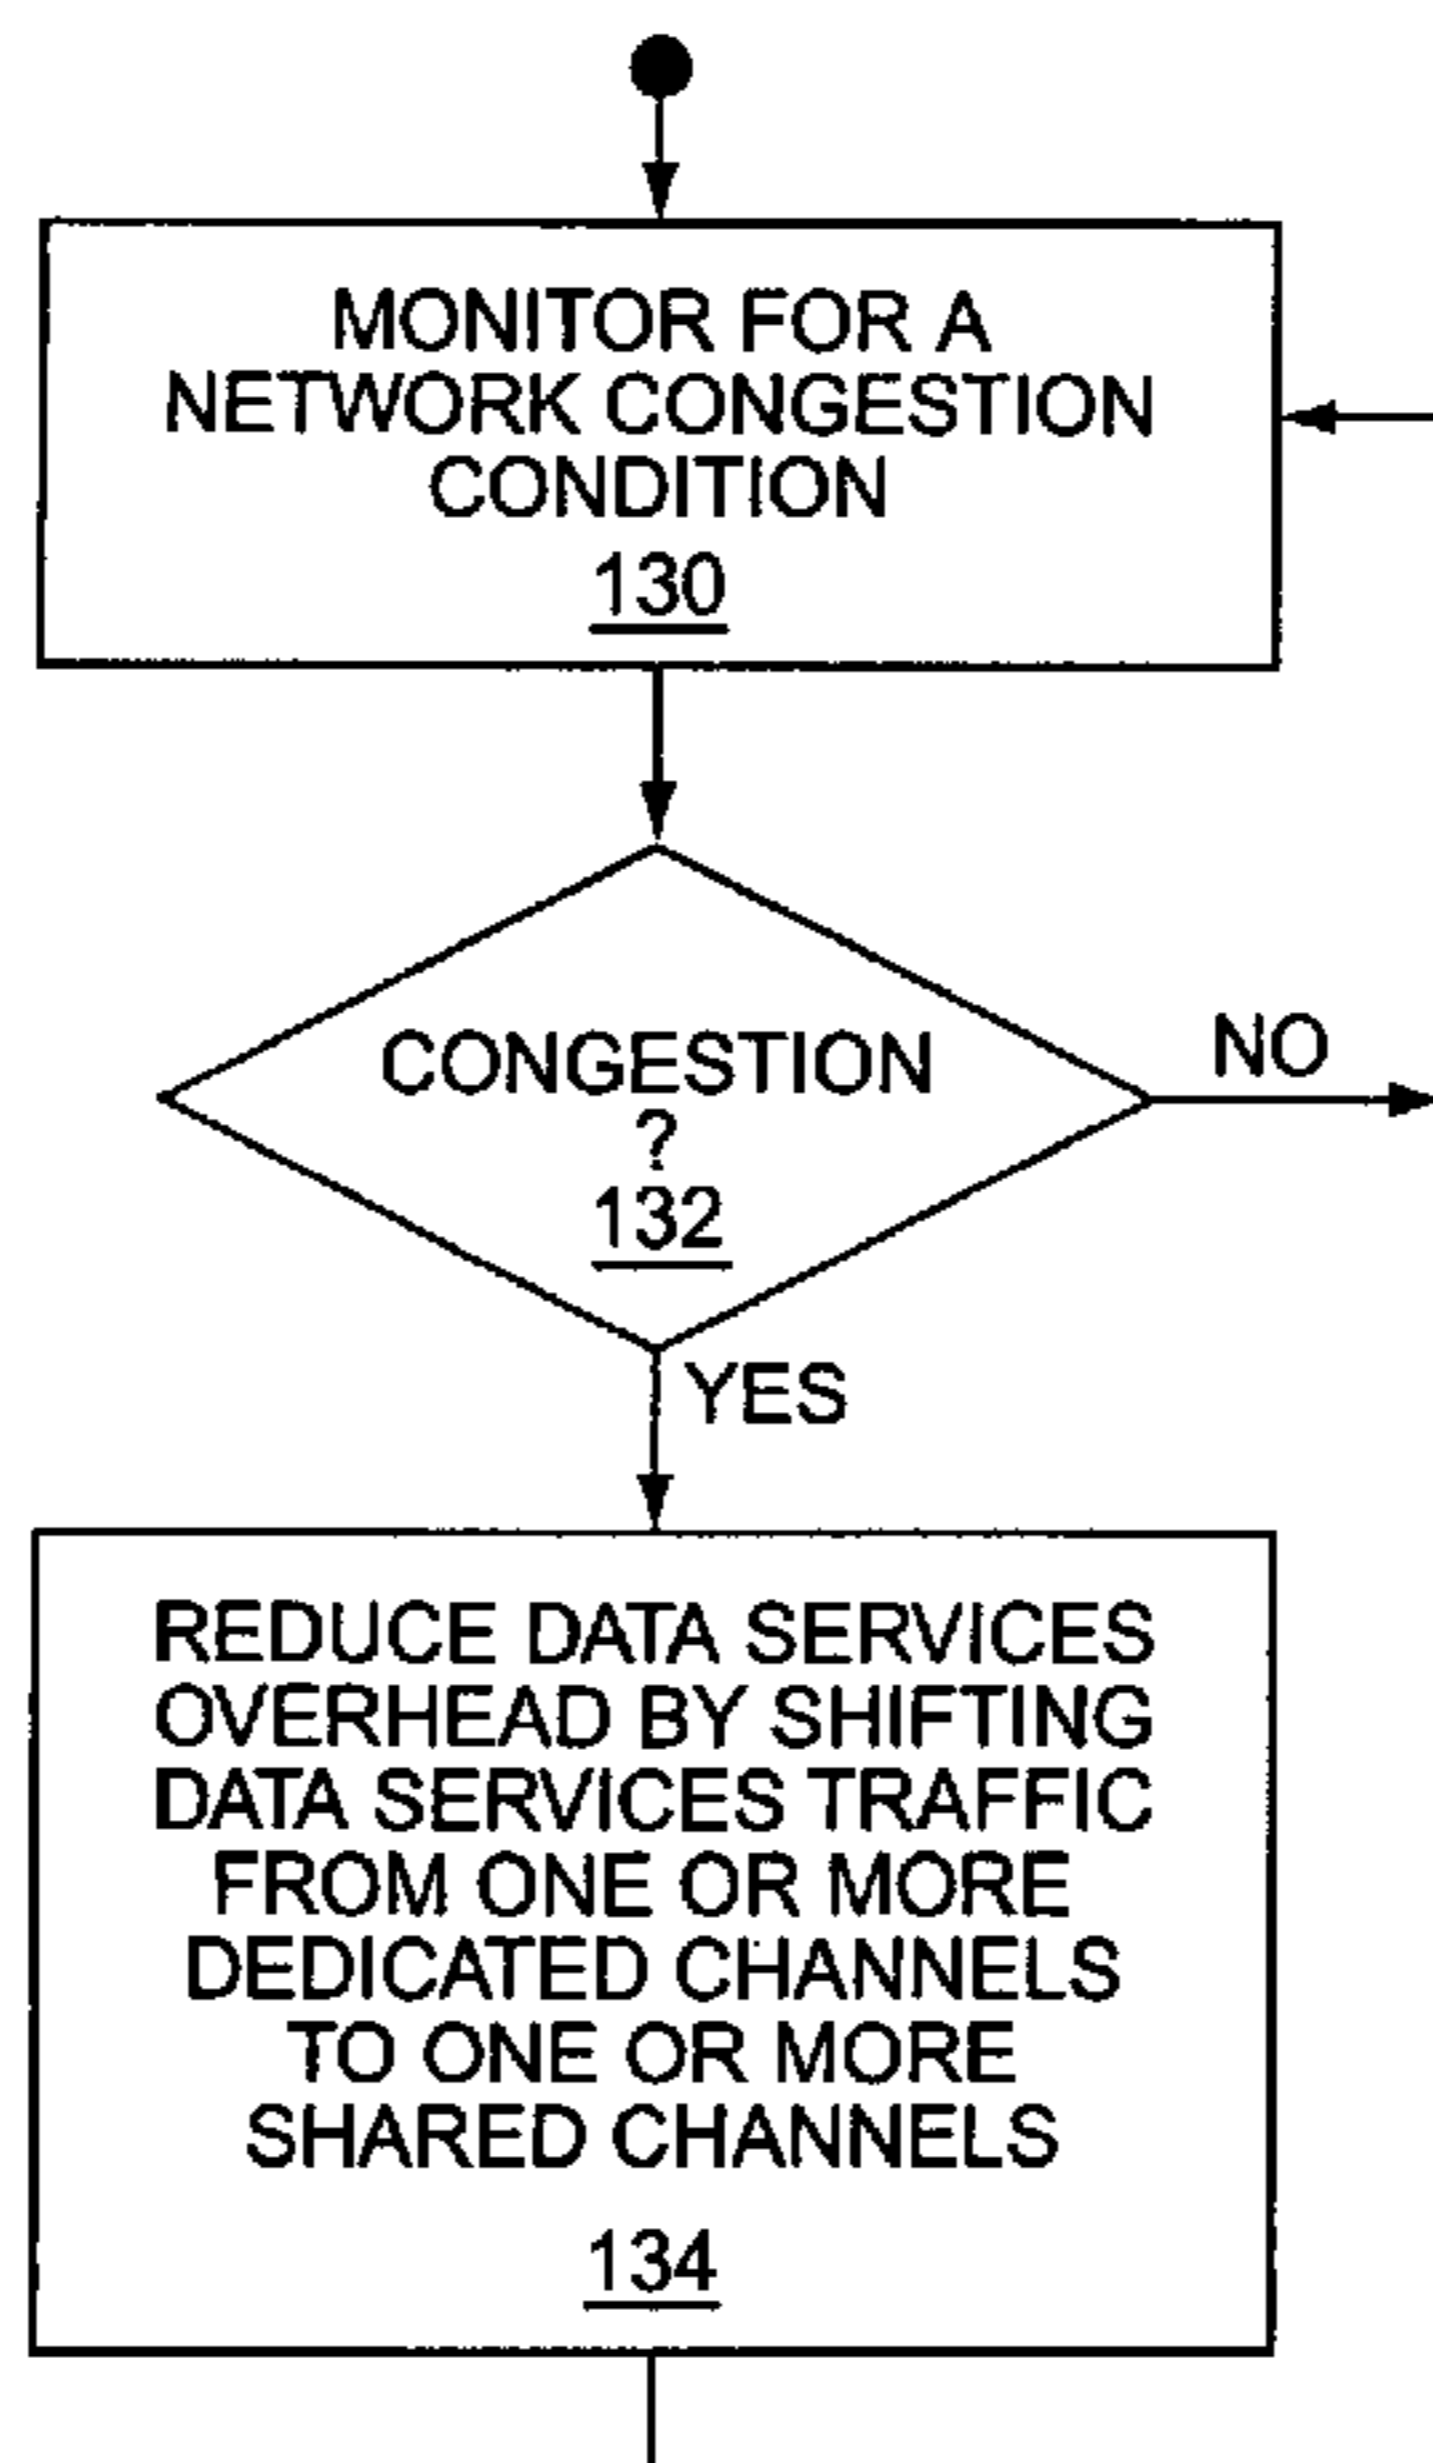 MONITOR FOR A
NETWORK CONGESTION
CONDITION
130
CONGESTION
?
132
NO
YES
REDUCE DATA SERVICES
OVERHEAD BY SHIFTING
DATA SERVICES TRAFFIC
FROM ONE OR MORE
DEDICATED CHANNELS
TO ONE OR MORE
SHARED CHANNELS
134